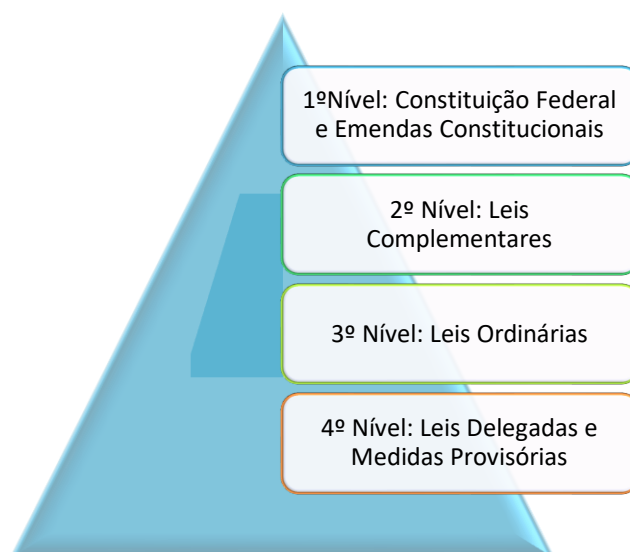 1ºNível: Constituição Federal
e Emendas Constitucionais
2º Nível: Leis
Complementares
3º Nível: Leis Ordinárias
4º Nível: Leis Delegadas e
Medidas Provisórias